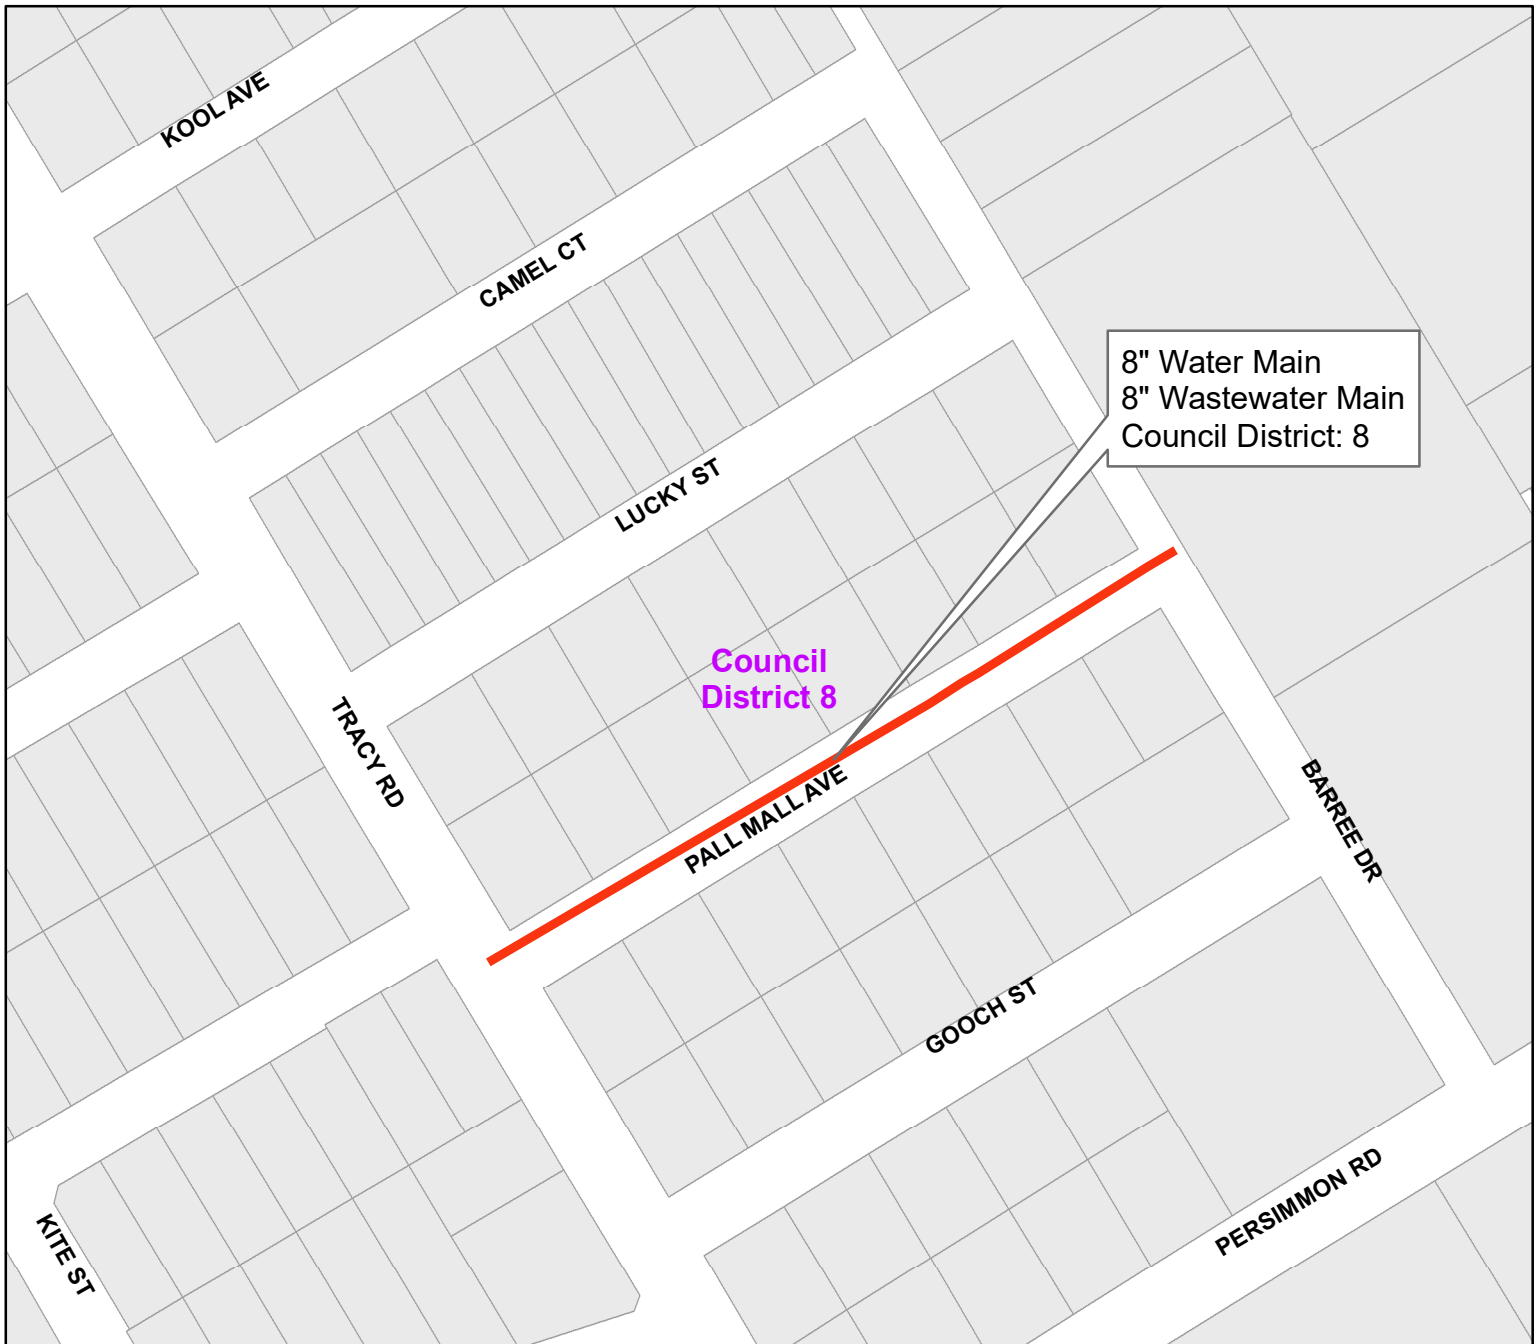 KOOL AVE
CAMEL CT
8" Water Main
8" Wastewater Main
Council District: 8
LUCKY ST
Council
District 8
TRACY RD
PALL MALL AVE
BARREE DR
GOOCH ST
PERSIMMON RD
KITE ST